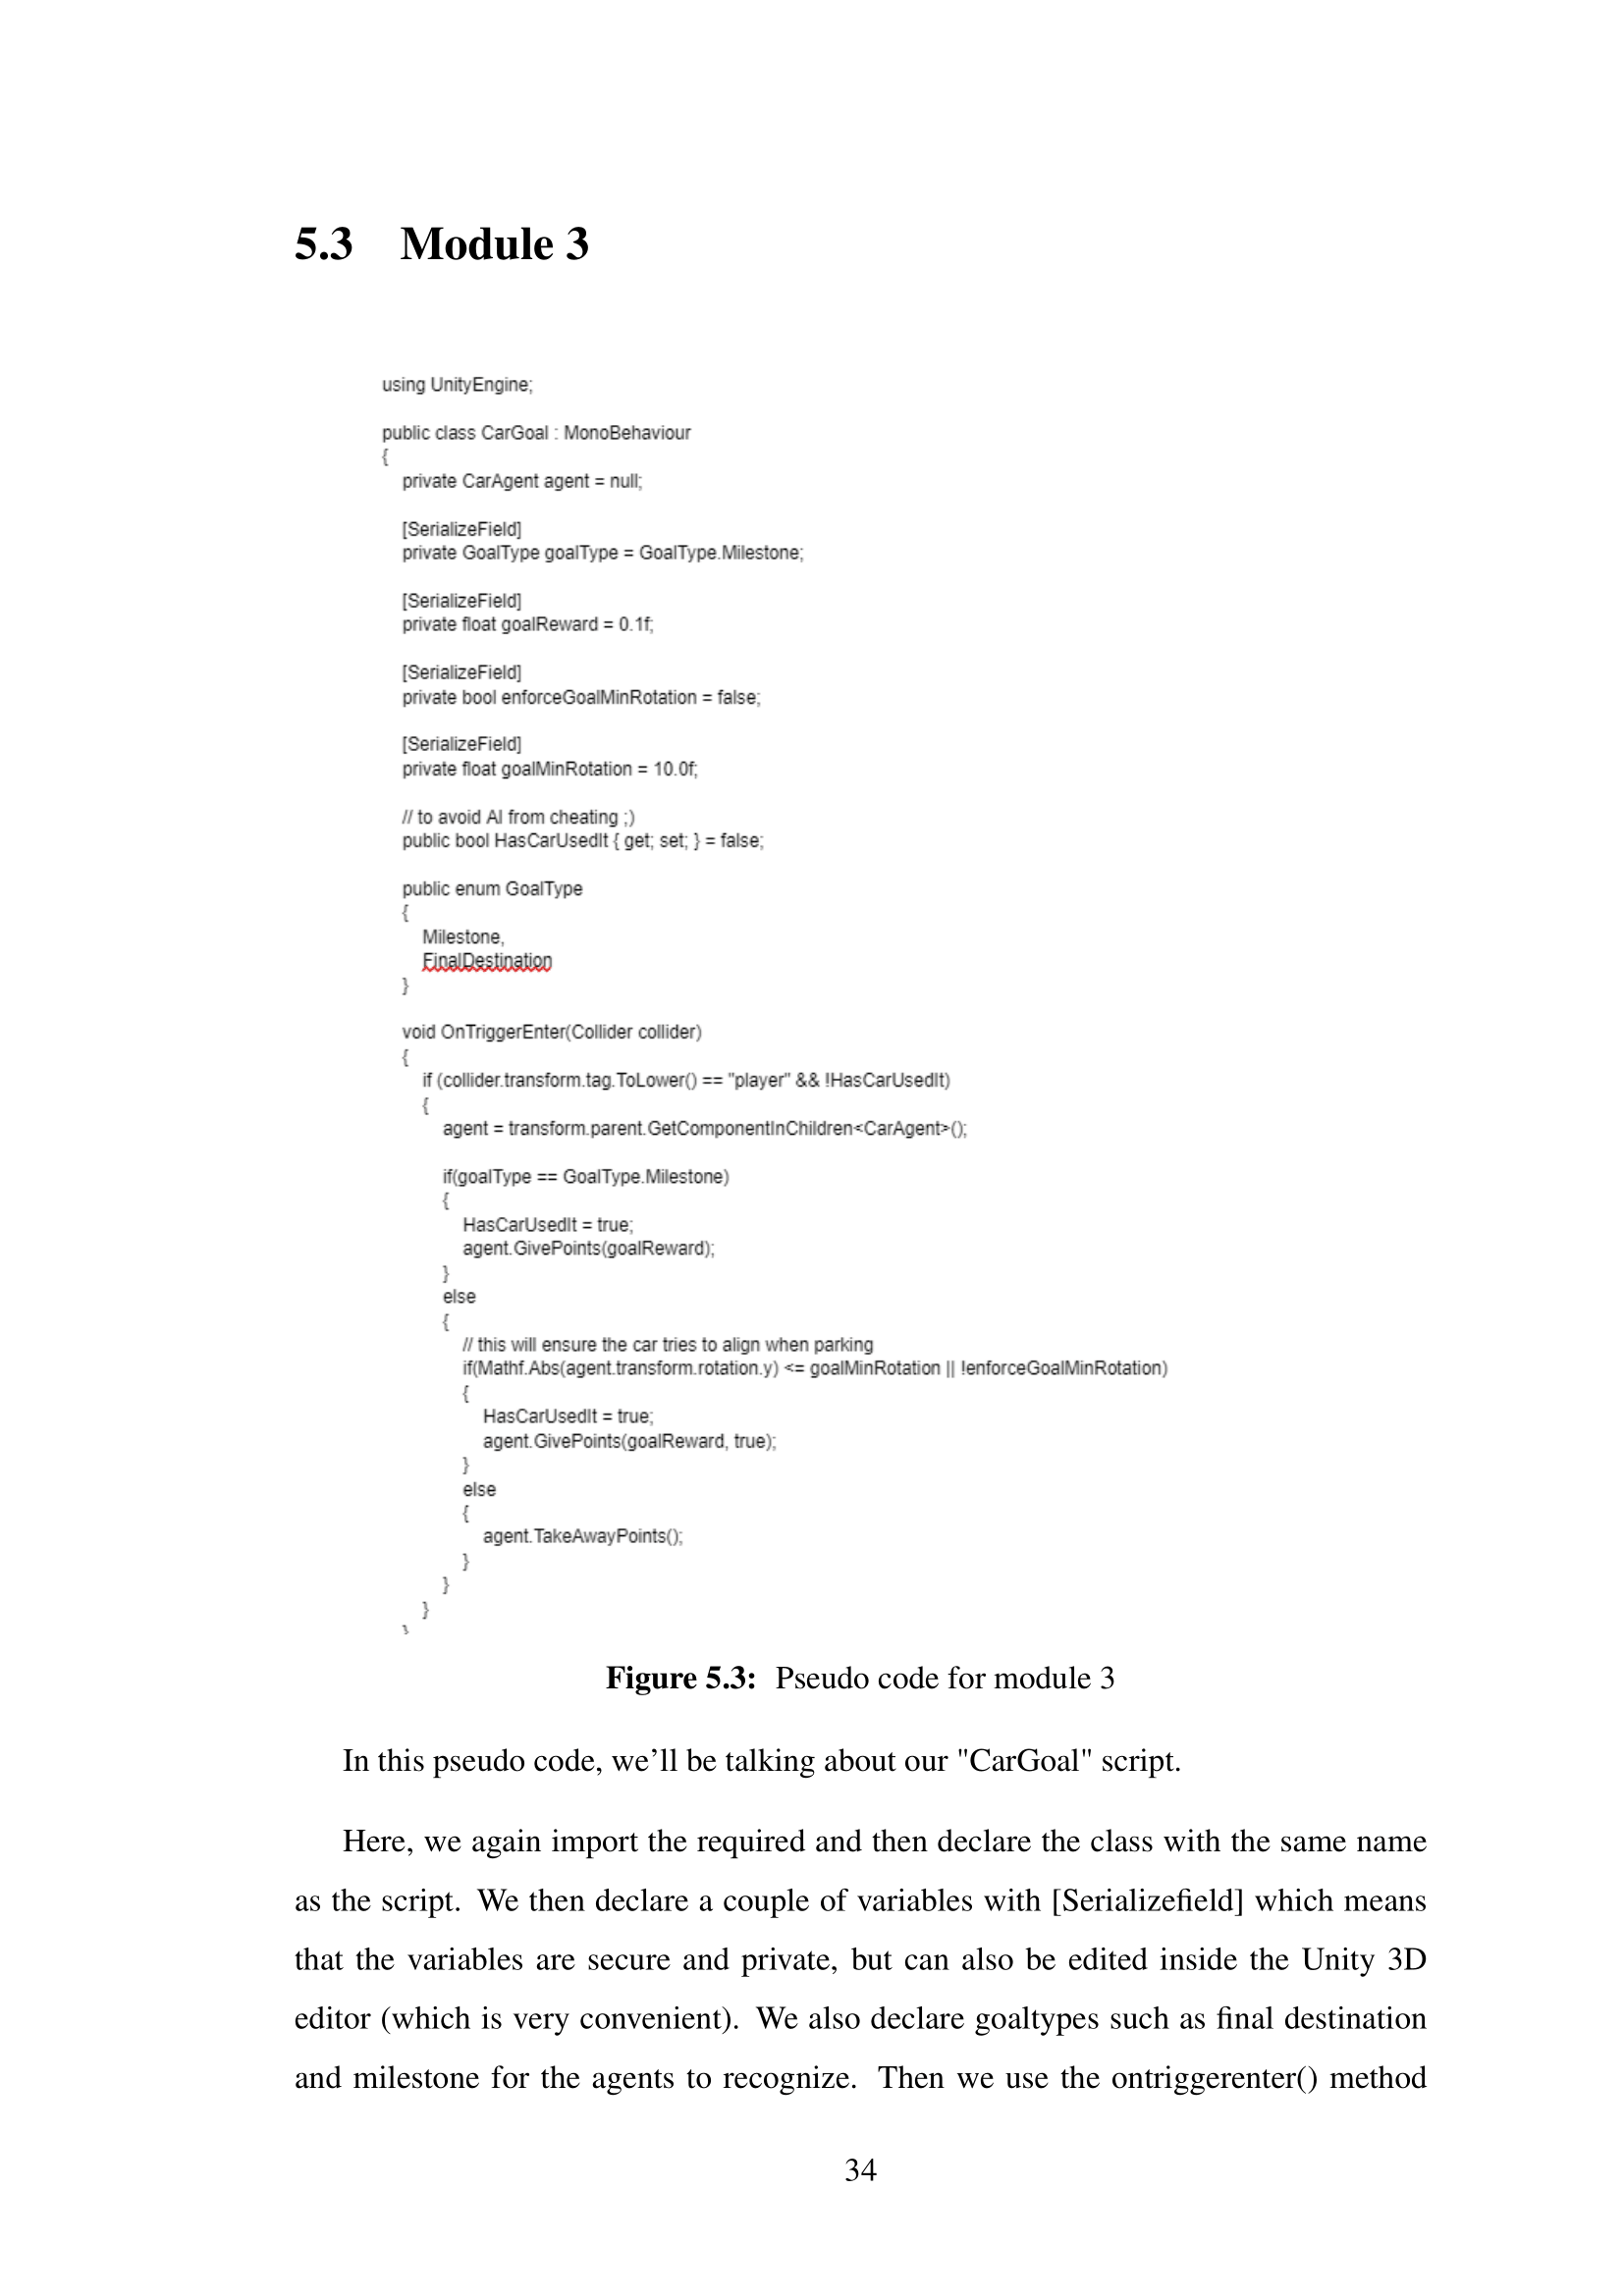 5.3 Module 3
using UnityEngine;
public class CarGoal : MonoBehaviour
{
private CarAgent agent = null;
[SerializeField]
private GoalType goalType = GoalType.Milestone;
[SerializeField]
private float goalReward = 0.1f;
[SerializeField]
private bool enforceGoalMinRotation = false;
[SerializeField]
private float goalMinRotation = 10.0f;
// to avoid AI from cheating ;)
public bool HasCarUsedIt { get; set; } = false;
public enum GoalType
{
Milestone,
FinalDestination
}
void OnTriggerEnter(Collider collider)
{
if (collider.transform.tag.ToLower() == "player" && !HasCarUsedIt)
{
agent = transform.parent.GetComponentInChildren<CarAgent>();
if(goalType == GoalType.Milestone)
{
HasCarUsedIt = true;
agent.GivePoints(goalReward);
}
else
{
// this will ensure the car tries to align when parking
if(Mathf.Abs(agent.transform.rotation.y) <= goalMinRotation || !enforceGoalMinRotation)
{
HasCarUsedIt = true;
agent.GivePoints(goalReward, true);
}
else
{
agent.TakeAwayPoints();
}
}
}
}
Figure 5.3: Pseudo code for module 3
In this pseudo code, we'll be talking about our "CarGoal" script.
Here, we again import the required and then declare the class with the same name
as the script. We then declare a couple of variables with [Serializefield] which means
that the variables are secure and private, but can also be edited inside the Unity 3D
editor (which is very convenient). We also declare goaltypes such as final destination
and milestone for the agents to recognize. Then we use the ontriggerenter() method
34